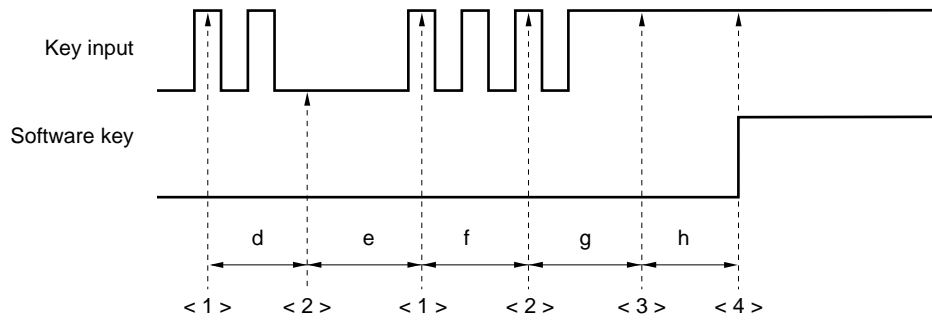 Key input
Software key
d e f g h
< 1 > < 2 > < 1 > < 2 > < 3 > < 4 >